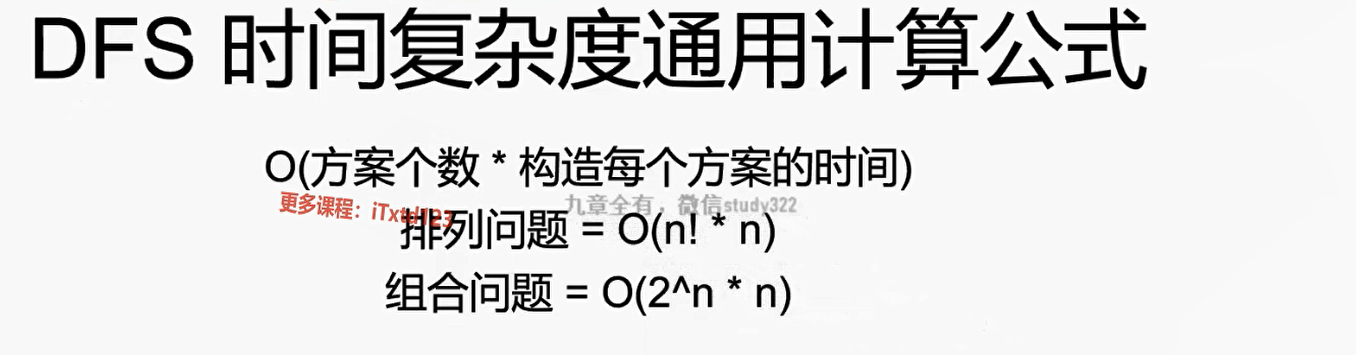 DFS 时间复杂度通用计算公式
O(方案个数 * 构造每个方案的时间)
更多课程：iTxtd123
九章全有，微信study322
排列问题 = O(n! * n)
组合问题 = O(2^n * n)